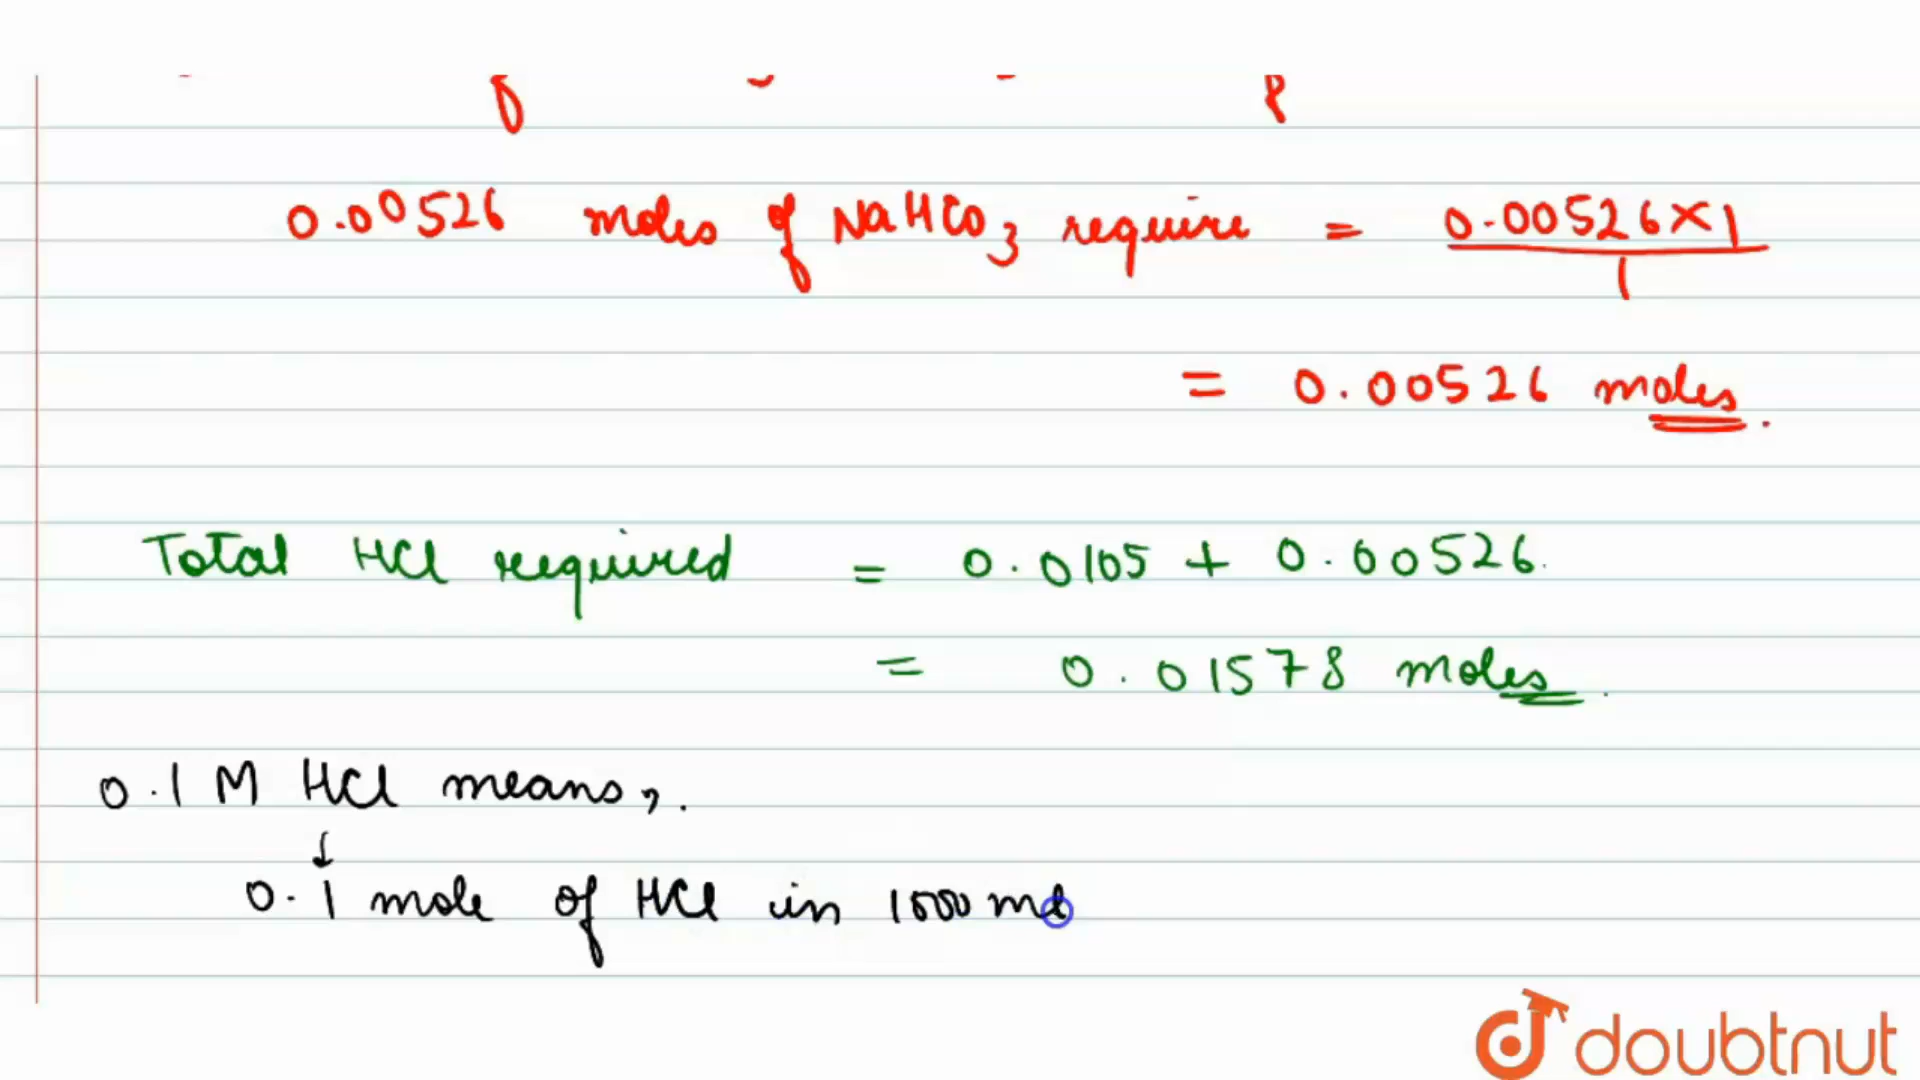 0.00526 moles of NaHCO3 require = 0.00526 × 1
1
= 0.00526 moles.
Total HCl required = 0.0105 + 0.00526.
= 0.01578 moles.
0.1 M HCl means,.
↓
0.1 mole of HCl in 1000 ml
doubtnut